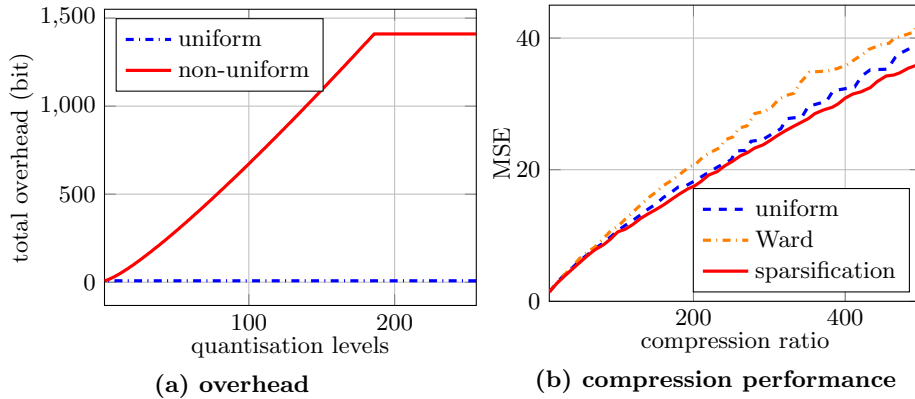 1,500
1,000
500
0
total overhead (bit)
uniform
non-uniform
100
200
quantisation levels
(a) overhead
40
20
0
MSE
uniform
Ward
sparsification
200
400
compression ratio
(b) compression performance